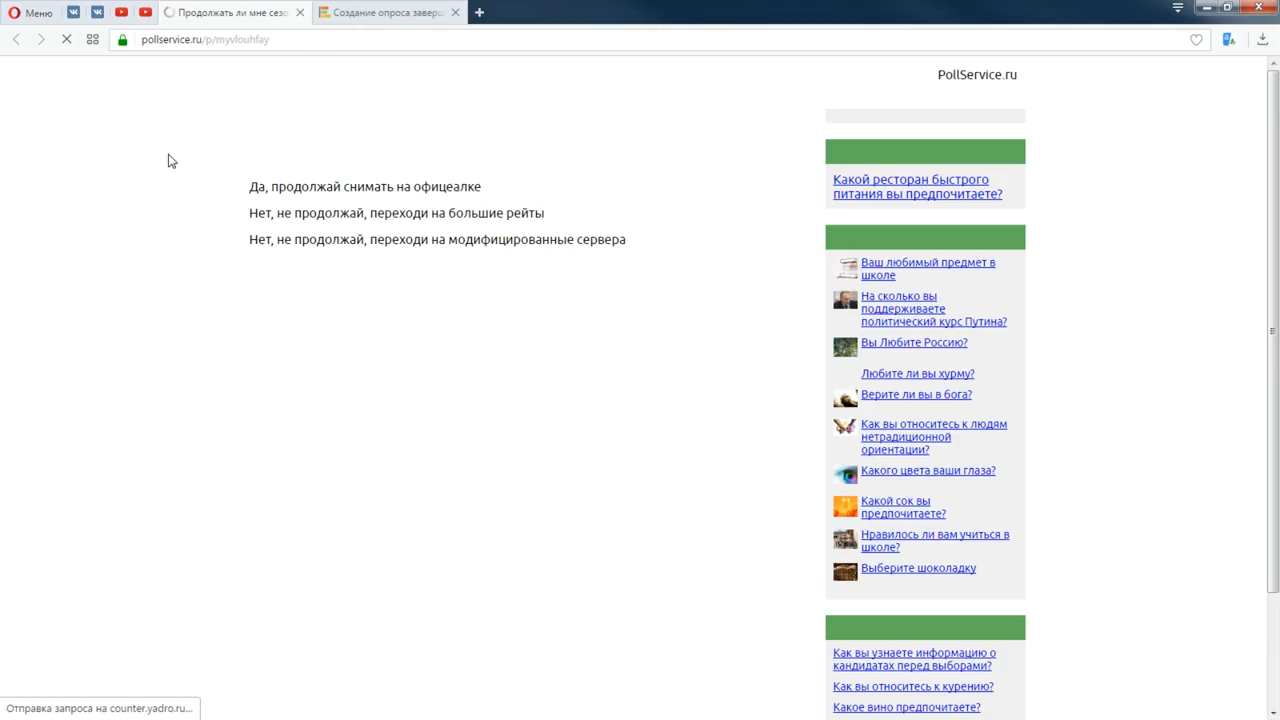 Меню
Продолжать ли мне сезо
Создание опроса заверш
pollservice.ru/p/myvlouhfay
PollService.ru
Да, продолжай снимать на офицеалке
Нет, не продолжай, переходи на большие рейты
Нет, не продолжай, переходи на модифицированные сервера
Какой ресторан быстрого
питания вы предпочитаете?
Ваш любимый предмет в
школе
На сколько вы
поддерживаете
политический курс Путина?
Вы Любите Россию?
Любите ли вы хурму?
Верите ли вы в бога?
Как вы относитесь к людям
нетрадиционной
ориентации?
Какого цвета ваши глаза?
Какой сок вы
предпочитаете?
Нравилось ли вам учиться в
школе?
Выберите шоколадку
Как вы узнаете информацию о
кандидатах перед выборами?
Как вы относитесь к курению?
Какое вино предпочитаете?
Отправка запроса на counter.yadro.ru...